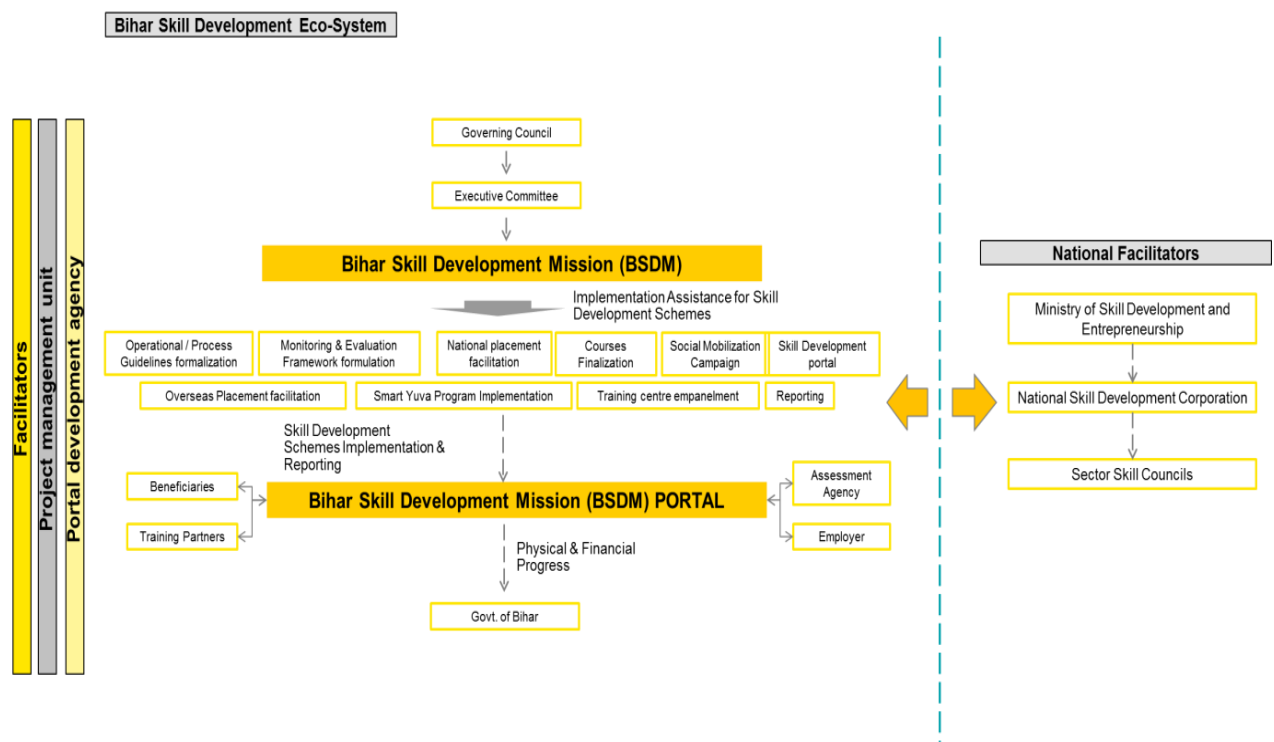 Bihar Skill Development Eco-System
Facilitators
Project management unit
Portal development agency
Governing Council
Executive Committee
Bihar Skill Development Mission (BSDM)
Implementation Assistance for Skill
Development Schemes
Operational / Process
Guidelines formalization
Monitoring & Evaluation
Framework formulation
National placement
facilitation
Courses
Finalization
Social Mobilization
Campaign
Skill Development
portal
Overseas Placement facilitation
Smart Yuva Program Implementation
Training centre empanelment
Reporting
Skill Development
Schemes Implementation &
Reporting
Beneficiaries
Training Partners
Bihar Skill Development Mission (BSDM) PORTAL
Assessment
Agency
Employer
Physical & Financial
Progress
Govt. of Bihar
National Facilitators
Ministry of Skill Development and
Entrepreneurship
National Skill Development Corporation
Sector Skill Councils